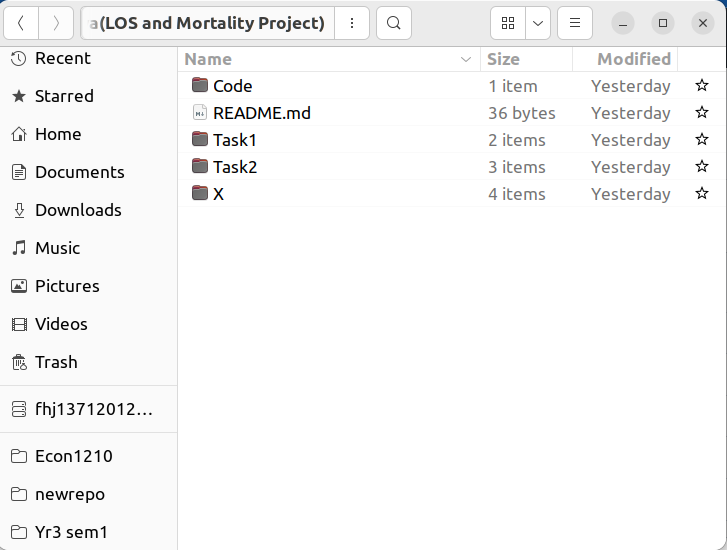 a(LOS and Mortality Project)
Recent
Starred
Home
Documents
Downloads
Music
Pictures
Videos
Trash
fhj13712012...
Econ1210
newrepo
Yr3 sem1
Name Size Modified
Code 1 item Yesterday
README.md 36 bytes Yesterday
Task1 2 items Yesterday
Task2 3 items Yesterday
X 4 items Yesterday